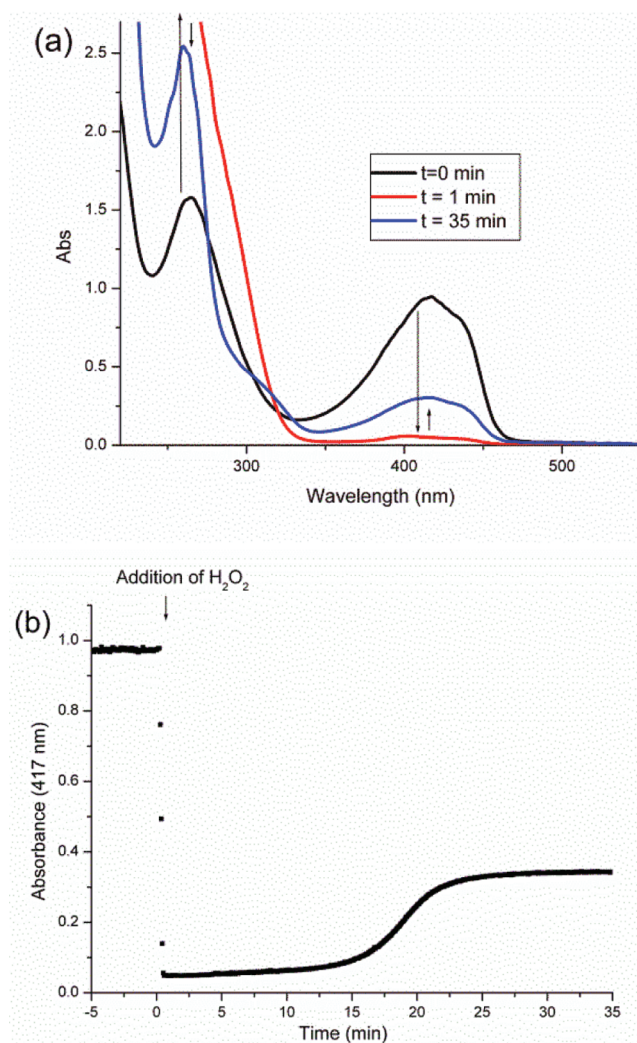 (a)
2.5
2.0
1.5
1.0
0.5
0.0
Abs
t=0 min
t = 1 min
t = 35 min
300
400
500
Wavelength (nm)
Addition of H₂O₂
(b)
1.0
0.8
0.6
0.4
0.2
0.0
Absorbance (417 nm)
-5
0
5
10
15
20
25
30
35
Time (min)